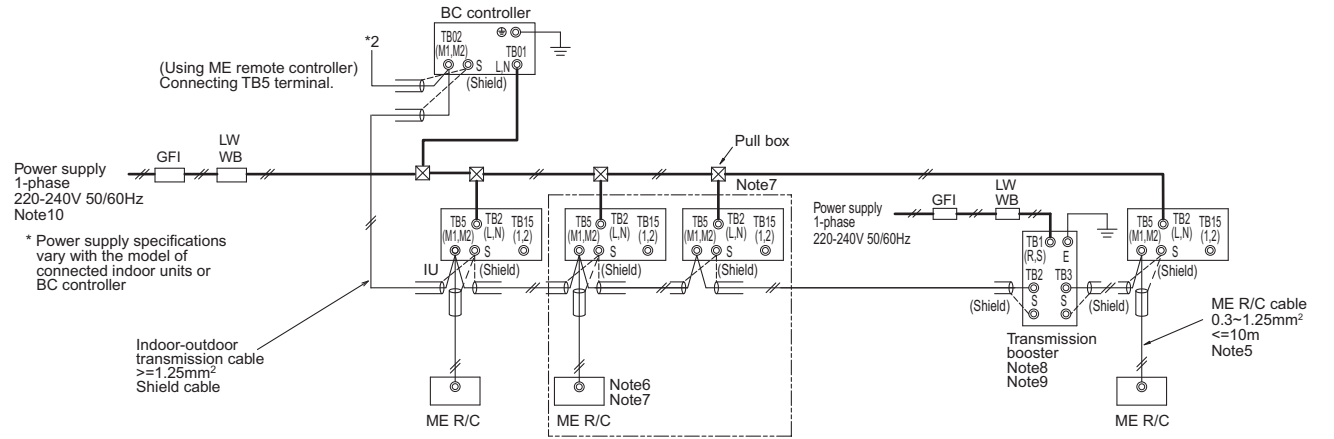 BC controller
*2
TB02
(M1,M2)
S
TB01
L,N
(Shield)
(Using ME remote controller)
Connecting TB5 terminal.
Power supply
1-phase
220-240V 50/60Hz
Note10
GFI
LW
WB
Pull box
Note7
* Power supply specifications
vary with the model of
connected indoor units or
BC controller
IU
TB5
(M1,M2)
TB2
(L,N)
TB15
(1,2)
S
(Shield)
TB5
(M1,M2)
TB2
(L,N)
TB15
(1,2)
S
(Shield)
TB5
(M1,M2)
TB2
(L,N)
TB15
(1,2)
S
(Shield)
Power supply
1-phase
220-240V 50/60Hz
GFI
LW
WB
TB1
(R,S)
E
TB2
S
TB3
S
(Shield)
(Shield)
Transmission
booster
Note8
Note9
TB5
(M1,M2)
TB2
(L,N)
TB15
(1,2)
S
(Shield)
ME R/C cable
0.3~1.25mm²
<=10m
Note5
Indoor-outdoor
transmission cable
>=1.25mm²
Shield cable
ME R/C
Note6
Note7
ME R/C
ME R/C